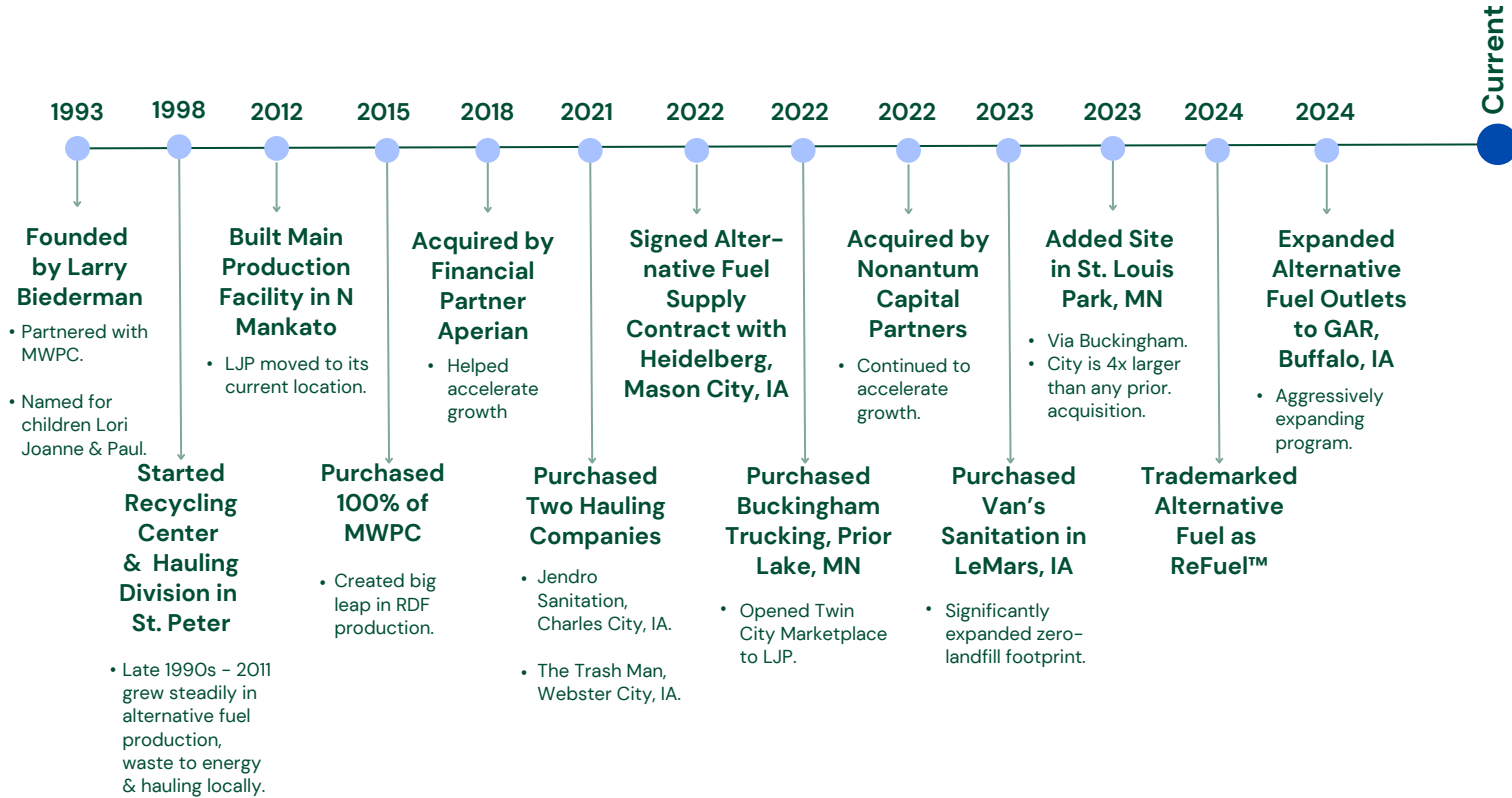 Current
1993
1998
2012
2015
2018
2021
2022
2022
2022
2023
2023
2024
2024
Founded
by Larry
Biederman
• Partnered with
MWPC.
• Named for
children Lori
Joanne & Paul.
Started
Recycling
Center
& Hauling
Division in
St. Peter
• Late 1990s - 2011
grew steadily in
alternative fuel
production,
waste to energy
& hauling locally.
Built Main
Production
Facility in N
Mankato
• LJP moved to its
current location.
Purchased
100% of
MWPC
• Created big
leap in RDF
production.
Acquired by
Financial
Partner
Aperian
• Helped
accelerate
growth
Purchased
Two Hauling
Companies
• Jendro
Sanitation,
Charles City, IA.
• The Trash Man,
Webster City, IA.
Signed Alter-
native Fuel
Supply
Contract with
Heidelberg,
Mason City, IA
Purchased
Buckingham
Trucking, Prior
Lake, MN
• Opened Twin
City Marketplace
to LJP.
Acquired by
Nonantum
Capital
Partners
• Continued to
accelerate
growth.
Purchased
Van's
Sanitation in
LeMars, IA
• Significantly
expanded zero-
landfill footprint.
Added Site
in St. Louis
Park, MN
• Via Buckingham.
• City is 4x larger
than any prior.
acquisition.
Trademarked
Alternative
Fuel as
ReFuel™
Expanded
Alternative
Fuel Outlets
to GAR,
Buffalo, IA
• Aggressively
expanding
program.